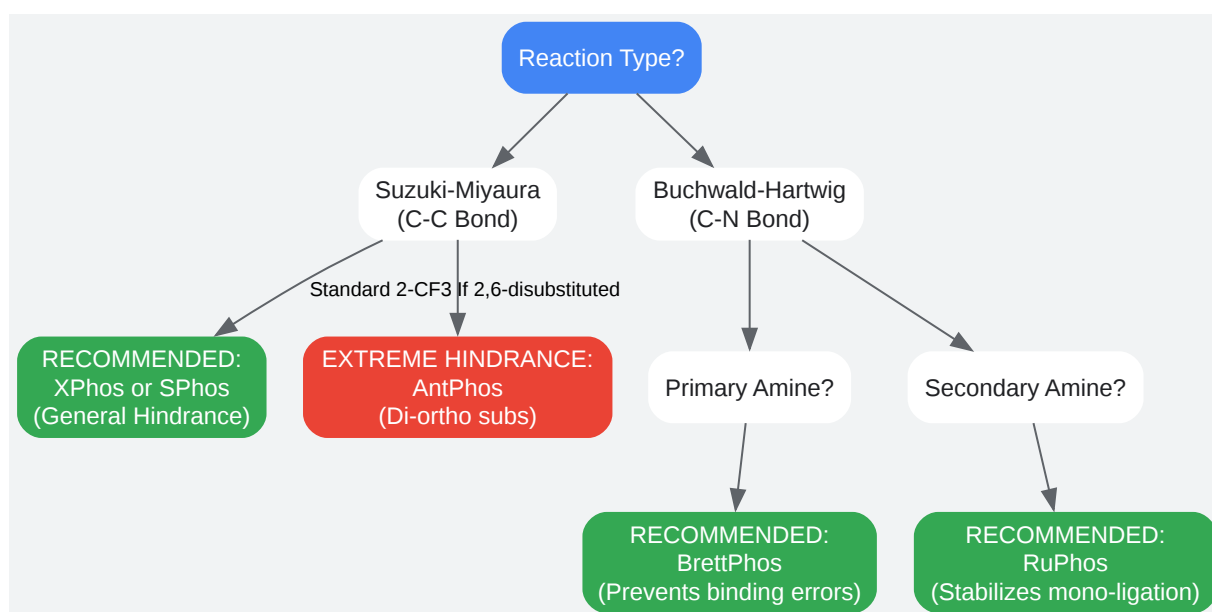 Reaction Type?
Suzuki-Miyaura
(C-C Bond)
Buchwald-Hartwig
(C-N Bond)
Standard 2-CF3
If 2,6-disubstituted
RECOMMENDED:
XPhos or SPhos
(General Hindrance)
EXTREME HINDRANCE:
AntPhos
(Di-ortho subs)
Primary Amine?
Secondary Amine?
RECOMMENDED:
BrettPhos
(Prevents binding errors)
RECOMMENDED:
RuPhos
(Stabilizes mono-ligation)